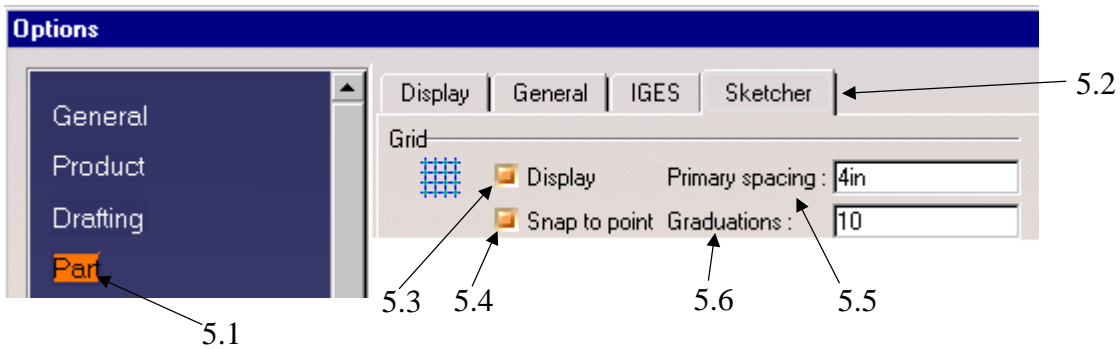 Options
Display General IGES Sketcher
5.2
General
Grid
Product
Display Primary spacing : 4in
Drafting
Snap to point Graduations : 10
Part
5.3 5.4 5.6 5.5
5.1